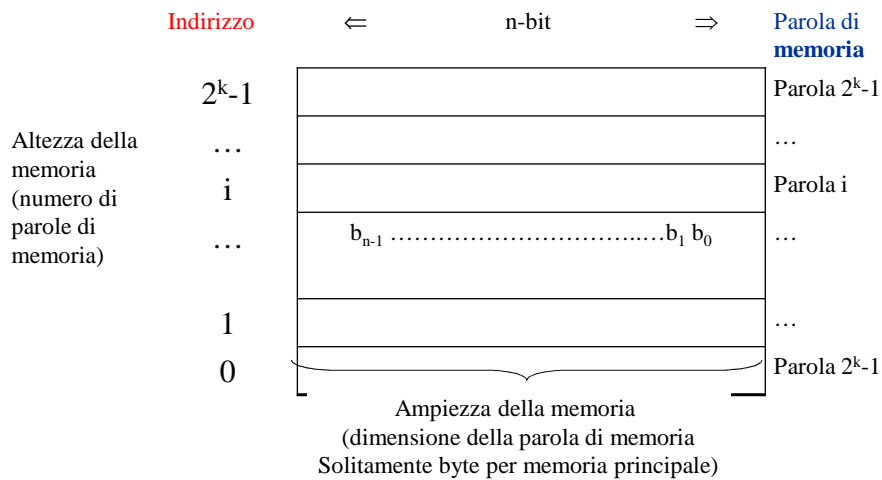 Indirizzo ⇐ n-bit ⇒ Parola di
memoria
2ᵏ-1 Parola 2ᵏ-1
Altezza della
memoria
(numero di
parole di
memoria)
… …
i Parola i
… bₙ₋₁ ………………………………..…b₁ b₀ …
1 …
0 Parola 2ᵏ-1
Ampiezza della memoria
(dimensione della parola di memoria
Solitamente byte per memoria principale)